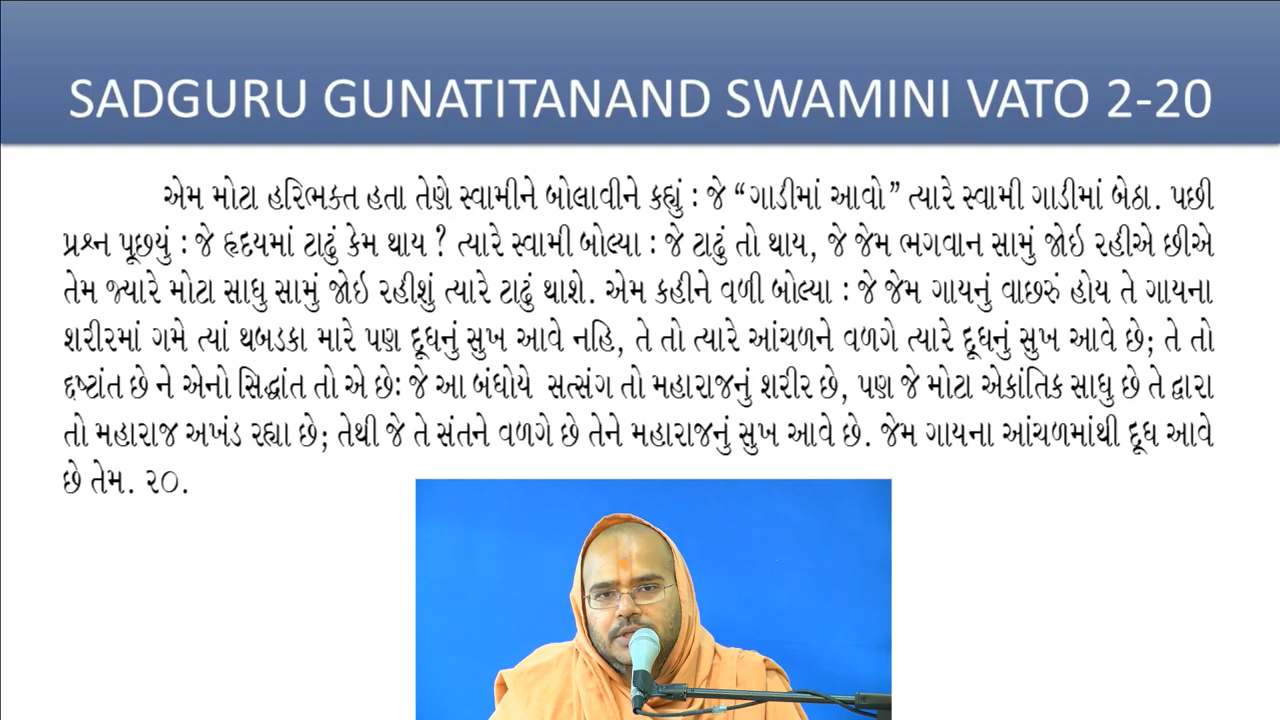 SADGURU GUNATITANAND SWAMINI VATO 2-20
એમ મોટા હરિભક્ત હતા તેણે સ્વામીને બોલાવીને કહ્યું : જે “ગાડીમાં આવો” ત્યારે સ્વામી ગાડીમાં બેઠા. પછી
પ્રશ્ન પૂછયું : જે હૃદયમાં ટાઢું કેમ થાય ? ત્યારે સ્વામી બોલ્યા : જે ટાઢું તો થાય, જે જેમ ભગવાન સામું જોઇ રહીએ છીએ
તેમ જ્યારે મોટા સાધુ સામું જોઇ રહીશું ત્યારે ટાઢું થાશે. એમ કહીને વળી બોલ્યા : જે જેમ ગાયનું વાછરું હોય તે ગાયના
શરીરમાં ગમે ત્યાં થબડકા મારે પણ દૂધનું સુખ આવે નહિ, તે તો ત્યારે આંચળને વળગે ત્યારે દૂધનું સુખ આવે છે; તે તો
દ્દષ્ટાંત છે ને એનો સિદ્ધાંત તો એ છેઃ જે આ બંધોયે સત્સંગ તો મહારાજનું શરીર છે, પણ જે મોટા એકાંતિક સાધુ છે તે દ્વારા
તો મહારાજ અખંડ રહ્યા છે; તેથી જે તે સંતને વળગે છે તેને મહારાજનું સુખ આવે છે. જેમ ગાયના આંચળમાંથી દૂધ આવે
છે તેમ. ૨૦.